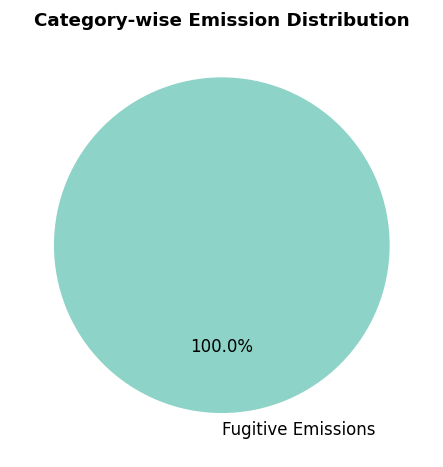 Category-wise Emission Distribution
100.0%
Fugitive Emissions